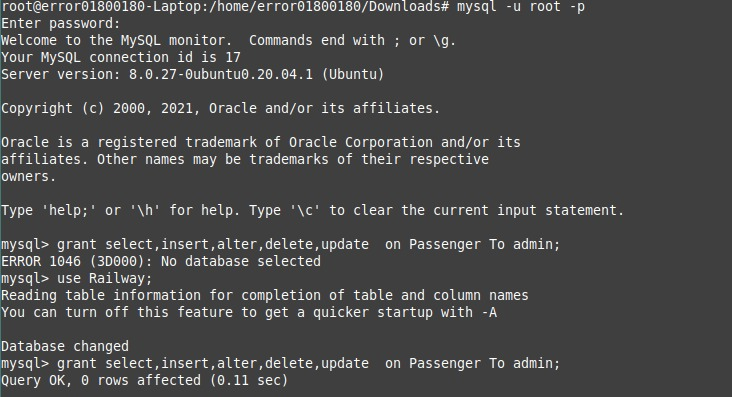 root@error01800180-Laptop:/home/error01800180/Downloads# mysql -u root -p
Enter password:
Welcome to the MySQL monitor.  Commands end with ; or \g.
Your MySQL connection id is 17
Server version: 8.0.27-0ubuntu0.20.04.1 (Ubuntu)

Copyright (c) 2000, 2021, Oracle and/or its affiliates.

Oracle is a registered trademark of Oracle Corporation and/or its
affiliates. Other names may be trademarks of their respective
owners.

Type 'help;' or '\h' for help. Type '\c' to clear the current input statement.

mysql> grant select,insert,alter,delete,update  on Passenger To admin;
ERROR 1046 (3D000): No database selected
mysql> use Railway;
Reading table information for completion of table and column names
You can turn off this feature to get a quicker startup with -A

Database changed
mysql> grant select,insert,alter,delete,update  on Passenger To admin;
Query OK, 0 rows affected (0.11 sec)